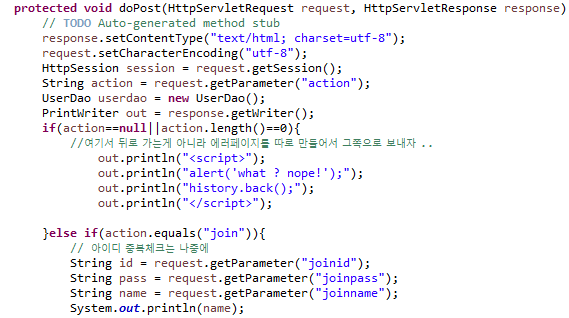 protected void doPost(HttpServletRequest request, HttpServletResponse response)
// TODO Auto-generated method stub
response.setContentType("text/html; charset=utf-8");
request.setCharacterEncoding("utf-8");
HttpSession session = request.getSession();
String action = request.getParameter("action");
UserDao userdao = new UserDao();
PrintWriter out = response.getWriter();
if(action==null||action.length()==0){
//여기서 뒤로 가는게 아니라 에러페이지를 따로 만들어서 그쪽으로 보내자 ..
out.println("<script>");
out.println("alert('what ? nope!');");
out.println("history.back();");
out.println("</script>");
}else if(action.equals("join")){
// 아이디 중복체크는 나중에
String id = request.getParameter("joinid");
String pass = request.getParameter("joinpass");
String name = request.getParameter("joinname");
System.out.println(name);